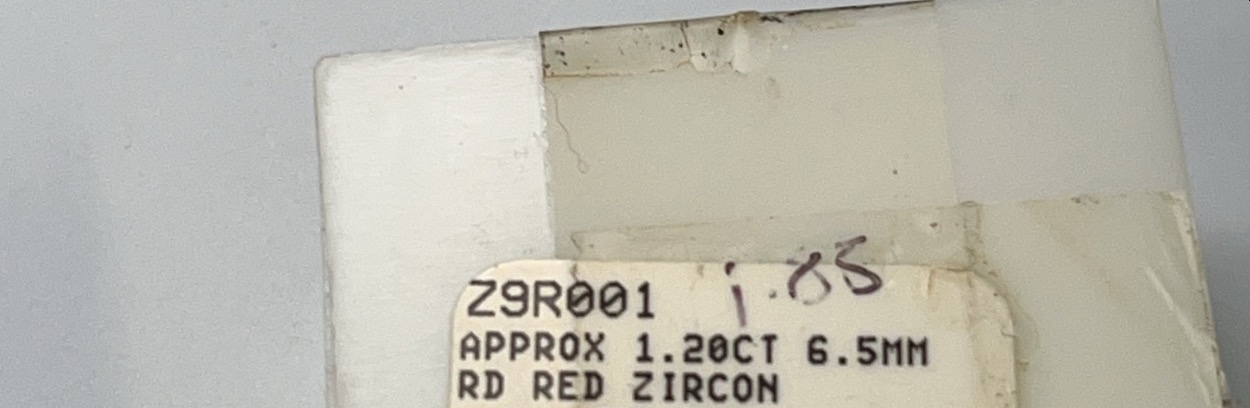 Z9R001 1.85
APPROX 1.20CT 6.5MM
RD RED ZIRCON